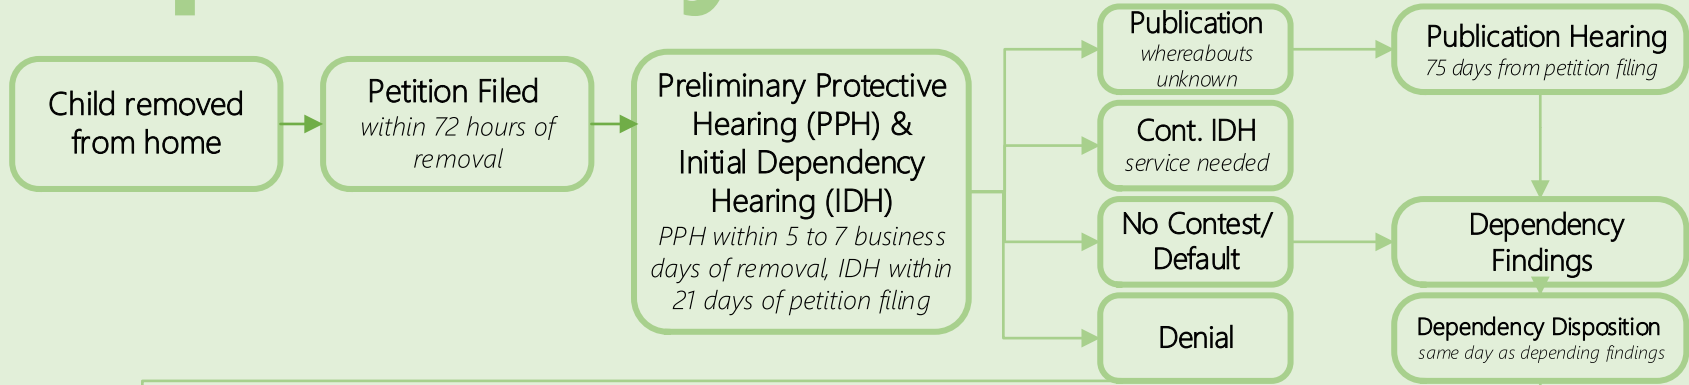 Child removed
from home
Petition Filed
within 72 hours of
removal
Preliminary Protective
Hearing (PPH) &
Initial Dependency
Hearing (IDH)
PPH within 5 to 7 business
days of removal, IDH within
21 days of petition filing
Publication
whereabouts
unknown
Cont. IDH
service needed
No Contest/
Default
Denial
Publication Hearing
75 days from petition filing
Dependency
Findings
Dependency Disposition
same day as depending findings